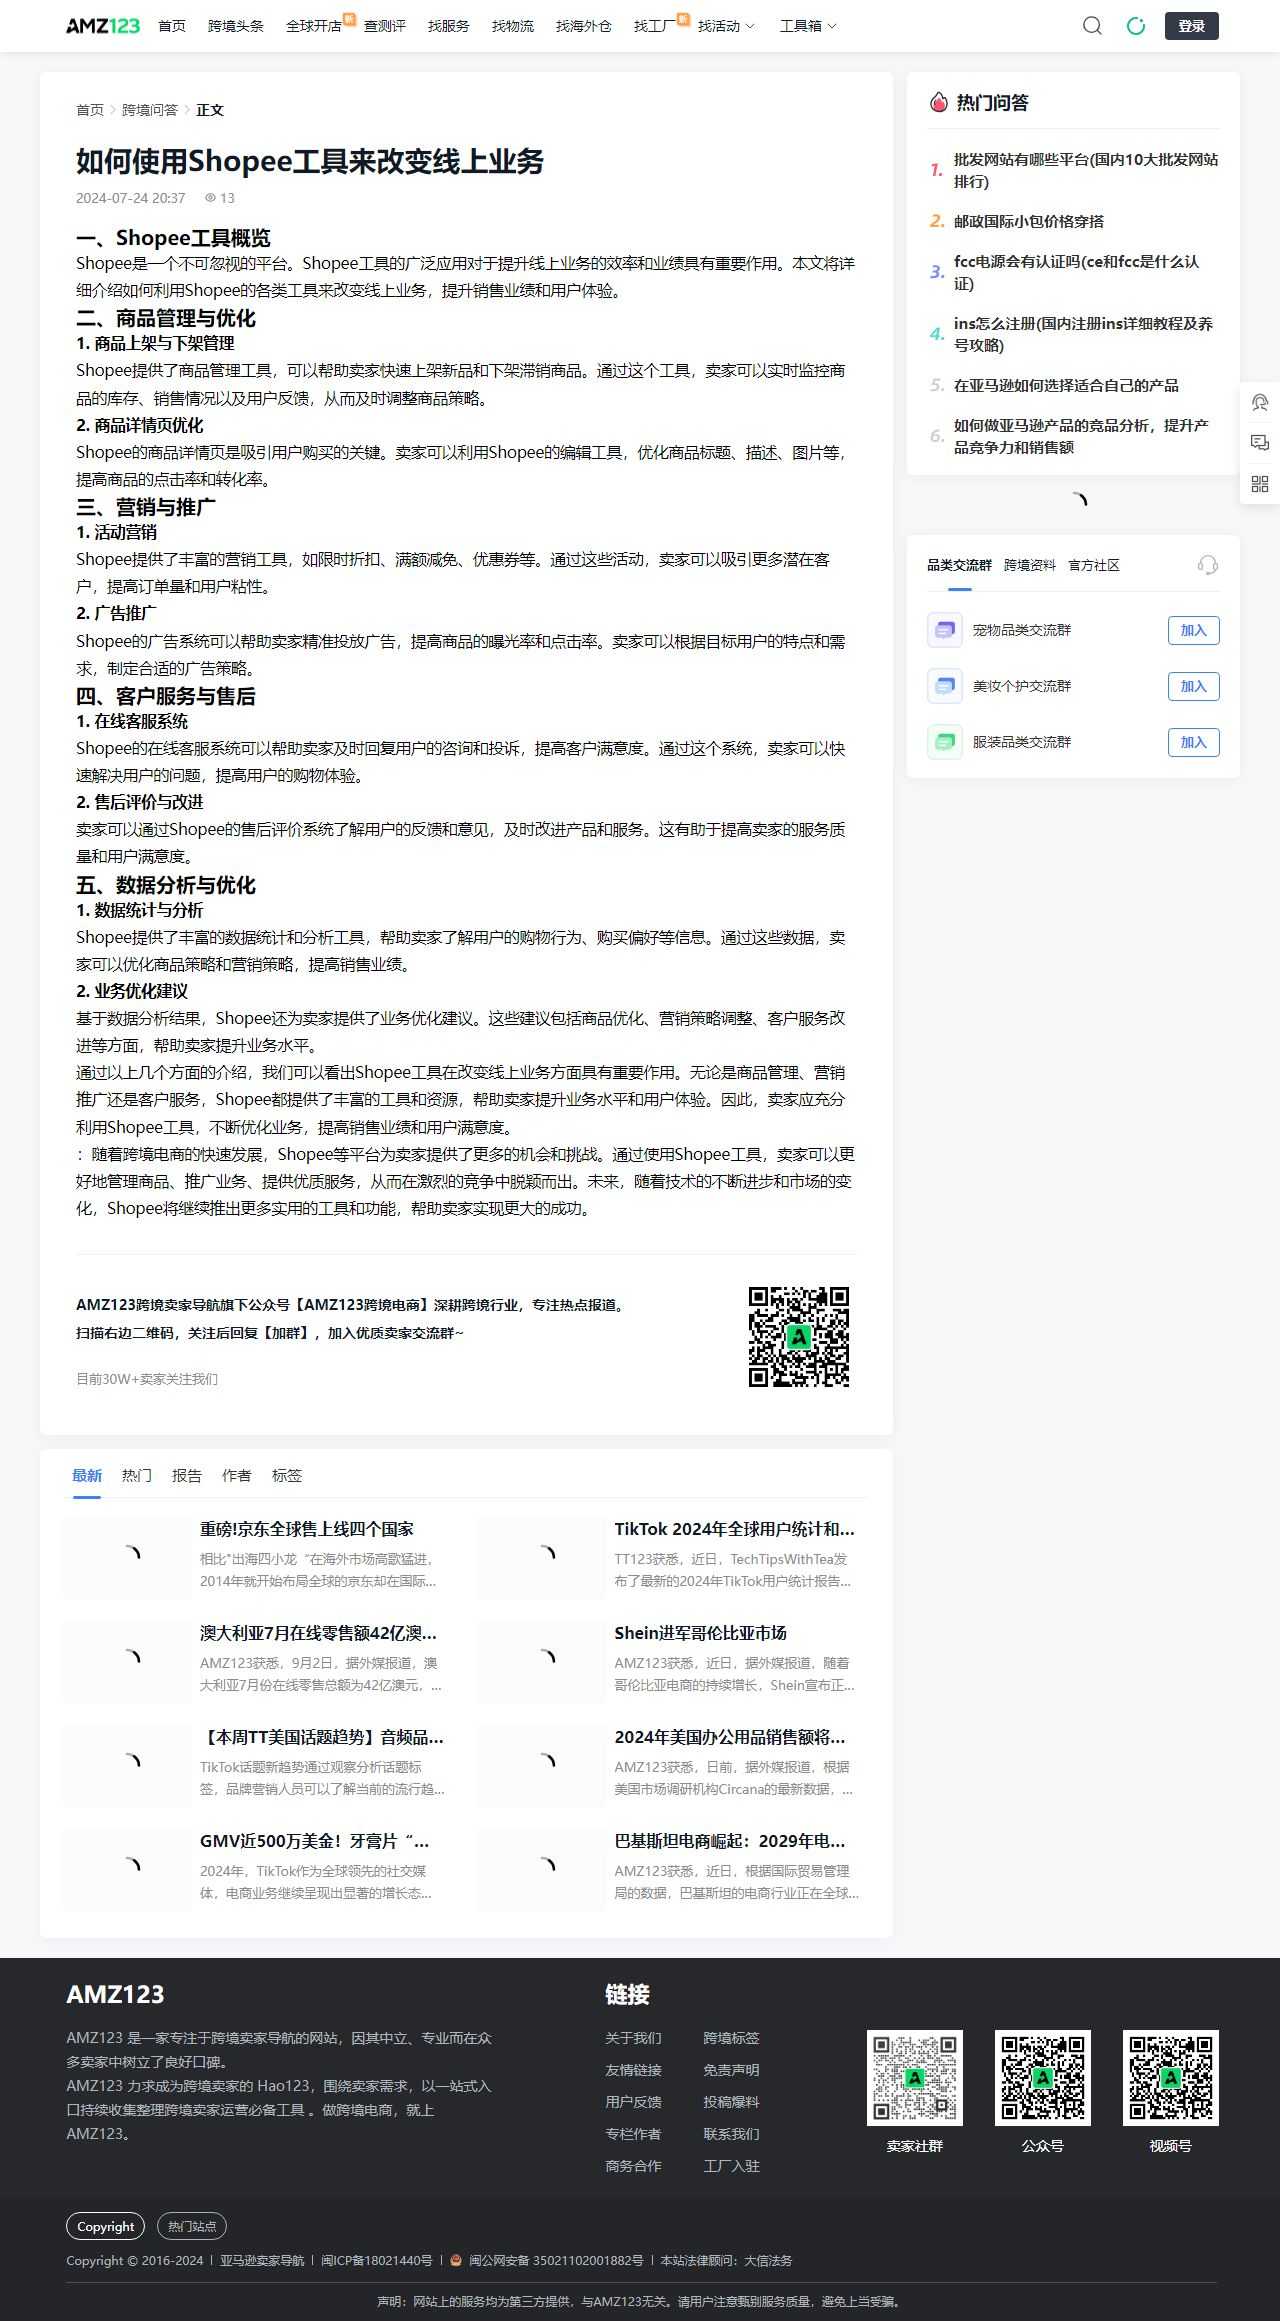 AMZ123 首页 跨境头条 全球开店 新 查测评 找服务 找物流 找海外仓 找工厂 新 找活动 工具箱 登录
首页 > 跨境问答 > 正文
如何使用Shopee工具来改变线上业务
2024-07-24 20:37 13
一、Shopee工具概览
Shopee是一个不可忽视的平台。Shopee工具的广泛应用对于提升线上业务的效率和业绩具有重要作用。本文将详
细介绍如何利用Shopee的各类工具来改变线上业务，提升销售业绩和用户体验。
二、商品管理与优化
1. 商品上架与下架管理
Shopee提供了商品管理工具，可以帮助卖家快速上架新品和下架滞销商品。通过这个工具，卖家可以实时监控商
品的库存、销售情况以及用户反馈，从而及时调整商品策略。
2. 商品详情页优化
Shopee的商品详情页是吸引用户购买的关键。卖家可以利用Shopee的编辑工具，优化商品标题、描述、图片等，
提高商品的点击率和转化率。
三、营销与推广
1. 活动营销
Shopee提供了丰富的营销工具，如限时折扣、满额减免、优惠券等。通过这些活动，卖家可以吸引更多潜在客
户，提高订单量和用户粘性。
2. 广告推广
Shopee的广告系统可以帮助卖家精准投放广告，提高商品的曝光率和点击率。卖家可以根据目标用户的特点和需
求，制定合适的广告策略。
四、客户服务与售后
1. 在线客服系统
Shopee的在线客服系统可以帮助卖家及时回复用户的咨询和投诉，提高客户满意度。通过这个系统，卖家可以快
速解决用户的问题，提高用户的购物体验。
2. 售后评价与改进
卖家可以通过Shopee的售后评价系统了解用户的反馈和意见，及时改进产品和服务。这有助于提高卖家的服务质
量和用户满意度。
五、数据分析与优化
1. 数据统计与分析
Shopee提供了丰富的数据统计和分析工具，帮助卖家了解用户的购物行为、购买偏好等信息。通过这些数据，卖
家可以优化商品策略和营销策略，提高销售业绩。
2. 业务优化建议
基于数据分析结果，Shopee还为卖家提供了业务优化建议。这些建议包括商品优化、营销策略调整、客户服务改
进等方面，帮助卖家提升业务水平。
通过以上几个方面的介绍，我们可以看出Shopee工具在改变线上业务方面具有重要作用。无论是商品管理、营销
推广还是客户服务，Shopee都提供了丰富的工具和资源，帮助卖家提升业务水平和用户体验。因此，卖家应充分
利用Shopee工具，不断优化业务，提高销售业绩和用户满意度。
：随着跨境电商的快速发展，Shopee等平台为卖家提供了更多的机会和挑战。通过使用Shopee工具，卖家可以更
好地管理商品、推广业务、提供优质服务，从而在激烈的竞争中脱颖而出。未来，随着技术的不断进步和市场的变
化，Shopee将继续推出更多实用的工具和功能，帮助卖家实现更大的成功。
AMZ123跨境卖家导航旗下公众号【AMZ123跨境电商】深耕跨境行业，专注热点报道。
扫描右边二维码，关注后回复【加群】，加入优质卖家交流群~
目前30W+卖家关注我们
最新 热门 报告 作者 标签
重磅!京东全球售上线四个国家
相比"出海四小龙 "在海外市场高歌猛进，
2014年就开始布局全球的京东却在国际...
TikTok 2024年全球用户统计和...
TT123获悉，近日，TechTipsWithTea发
布了最新的2024年TikTok用户统计报告...
澳大利亚7月在线零售额42亿澳...
AMZ123获悉，9月2日，据外媒报道，澳
大利亚7月份在线零售总额为42亿澳元，...
Shein进军哥伦比亚市场
AMZ123获悉，近日，据外媒报道，随着
哥伦比亚电商的持续增长，Shein宣布正...
【本周TT美国话题趋势】音频品...
TikTok话题新趋势通过观察分析话题标
签，品牌营销人员可以了解当前的流行趋...
2024年美国办公用品销售额将...
AMZ123获悉，日前，据外媒报道，根据
美国市场调研机构Circana的最新数据，...
GMV近500万美金！牙膏片“...
2024年，TikTok作为全球领先的社交媒
体，电商业务继续呈现出显著的增长态...
巴基斯坦电商崛起：2029年电...
AMZ123获悉，近日，根据国际贸易管理
局的数据，巴基斯坦的电商行业正在全球...
热门问答
1. 批发网站有哪些平台(国内10大批发网站
排行)
2. 邮政国际小包价格穿搭
3. fcc电源会有认证吗(ce和fcc是什么认
证)
4. ins怎么注册(国内注册ins详细教程及养
号攻略)
5. 在亚马逊如何选择适合自己的产品
6. 如何做亚马逊产品的竞品分析，提升产
品竞争力和销售额
品类交流群 跨境资料 官方社区
宠物品类交流群 加入
美妆个护交流群 加入
服装品类交流群 加入
AMZ123
AMZ123 是一家专注于跨境卖家导航的网站，因其中立、专业而在众
多卖家中树立了良好口碑。
AMZ123 力求成为跨境卖家的 Hao123，围绕卖家需求，以一站式入
口持续收集整理跨境卖家运营必备工具 。做跨境电商，就上
AMZ123。
链接
关于我们 跨境标签
友情链接 免责声明
用户反馈 投稿爆料
专栏作者 联系我们
商务合作 工厂入驻
卖家社群 公众号 视频号
Copyright 热门站点
Copyright © 2016-2024 | 亚马逊卖家导航 | 闽ICP备18021440号 | 闽公网安备 35021102001882号 | 本站法律顾问：大信法务
声明：网站上的服务均为第三方提供，与AMZ123无关。请用户注意甄别服务质量，避免上当受骗。